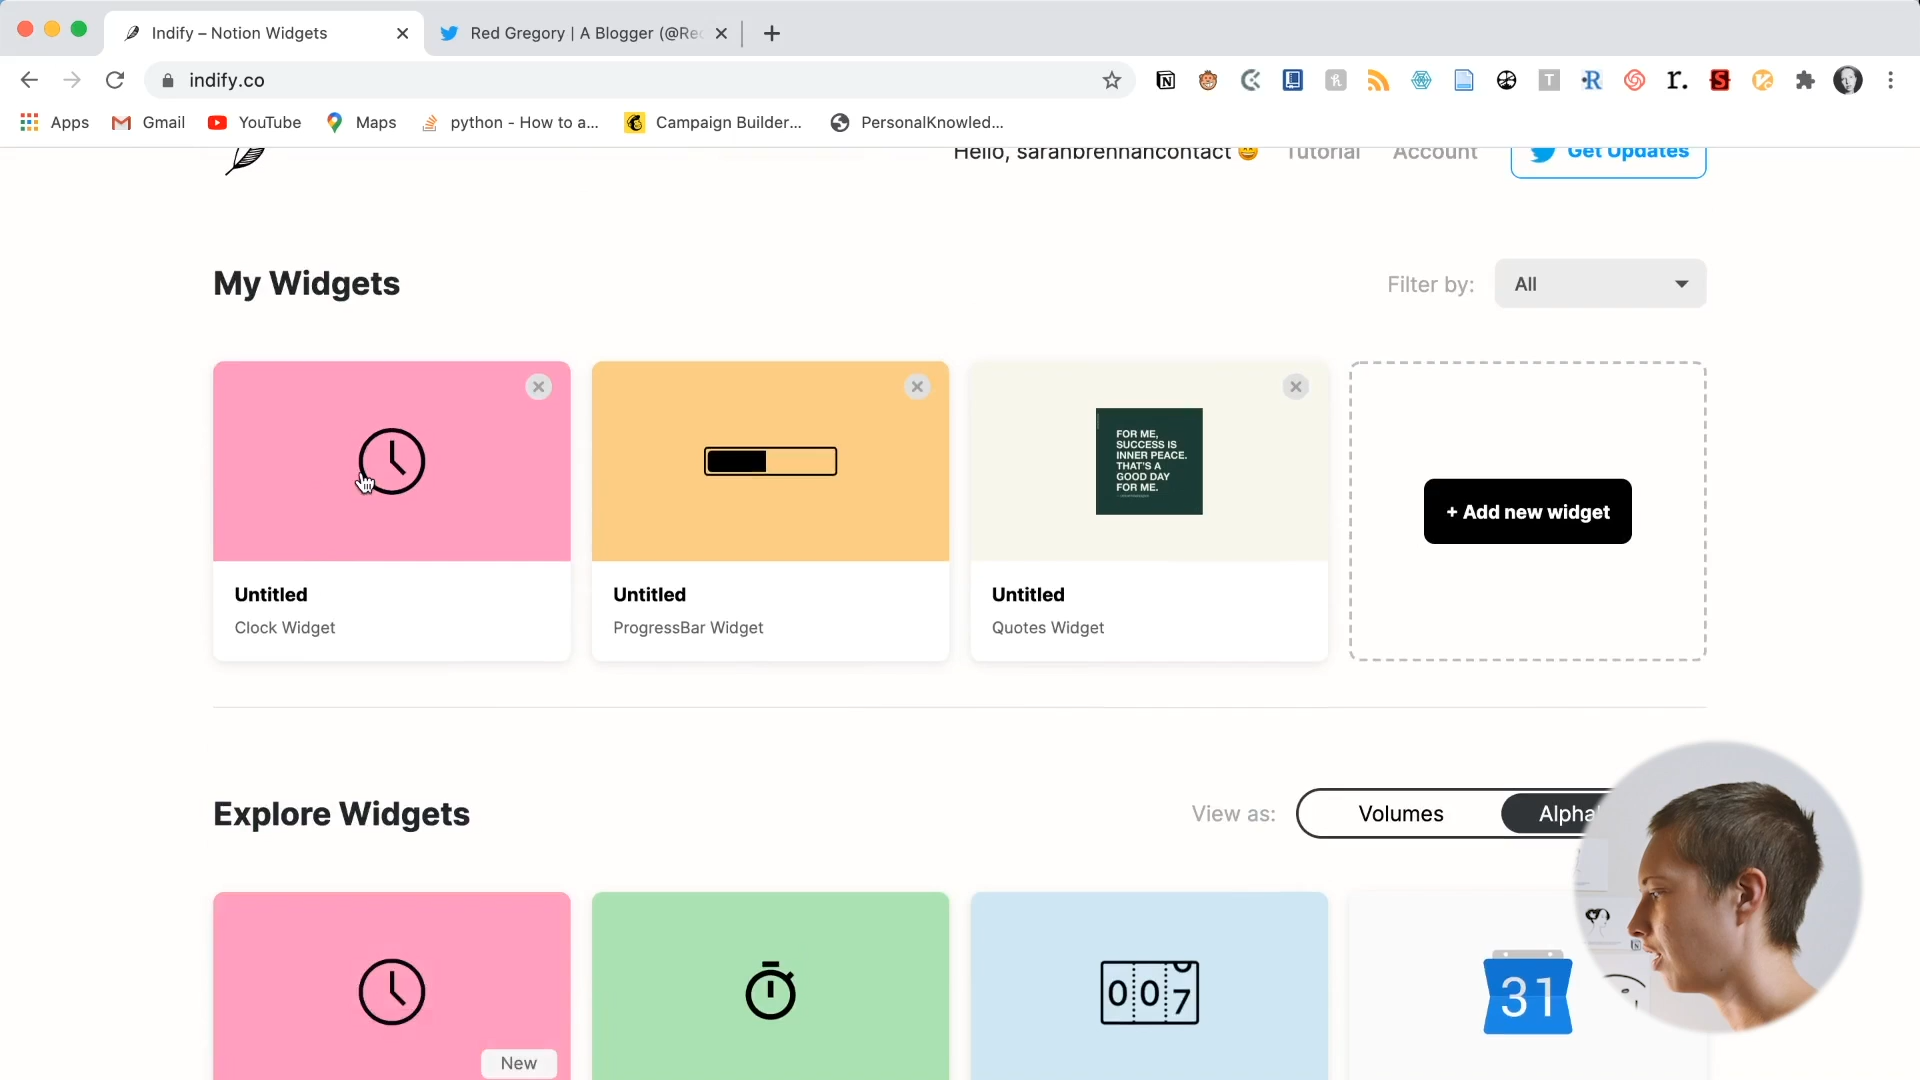 Indify – Notion Widgets
Red Gregory | A Blogger (@Re
indify.co
Apps
Gmail
YouTube
Maps
python - How to a...
Campaign Builder...
PersonalKnowled...
Hello, sarahbrennancontact 😊
Tutorial
Account
Get Updates
My Widgets
Filter by:
All
FOR ME,
SUCCESS IS
INNER PEACE.
THAT'S A
GOOD DAY
FOR ME.
+ Add new widget
Untitled
Clock Widget
Untitled
ProgressBar Widget
Untitled
Quotes Widget
Explore Widgets
View as:
Volumes
Alpha
007
31
New